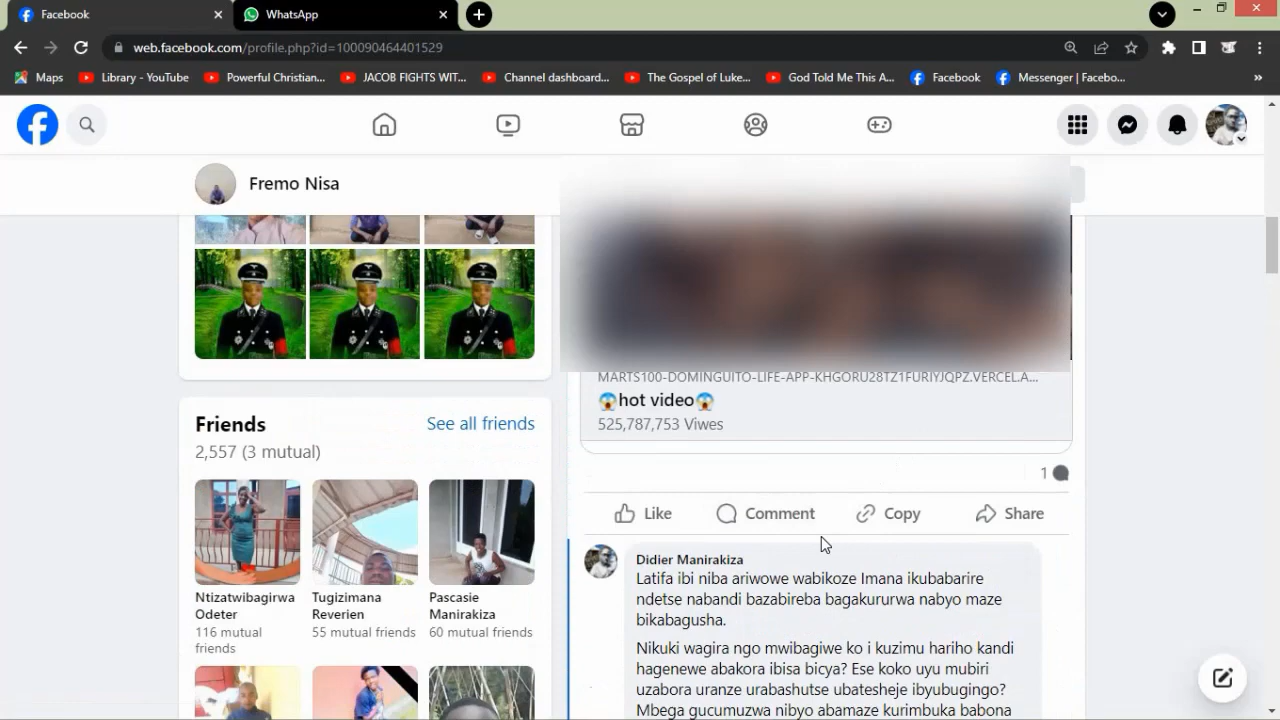 Facebook
WhatsApp
web.facebook.com/profile.php?id=100090464401529
Maps
Library - YouTube
Powerful Christian...
JACOB FIGHTS WIT...
Channel dashboard...
The Gospel of Luke...
God Told Me This A...
Facebook
Messenger | Facebo...
»
Fremo Nisa
MARTS100-DOMINGUITO-LIFE-APP-KHGORU28TZ1FURIYJQPZ.VERCEL.A...
😱hot video😱
525,787,753 Viwes
1
Like
Comment
Copy
Share
Friends
See all friends
2,557 (3 mutual)
Ntizatwibagirwa
Odeter
116 mutual
friends
Tugizimana
Reverien
55 mutual friends
Pascasie
Manirakiza
60 mutual friends
Didier Manirakiza
Latifa ibi niba ariwowe wabikoze Imana ikubabarire
ndetse nabandi bazabireba bagakururwa nabyo maze
bikabagusha.
Nikuki wagira ngo mwibagiwe ko i kuzimu hariho kandi
hagenewe abakora ibisa bicya? Ese koko uyu mubiri
uzabora uranze urabashutse ubatesheje ibyubugingo?
Mbega gucumuzwa nibyo abamaze kurimbuka babona